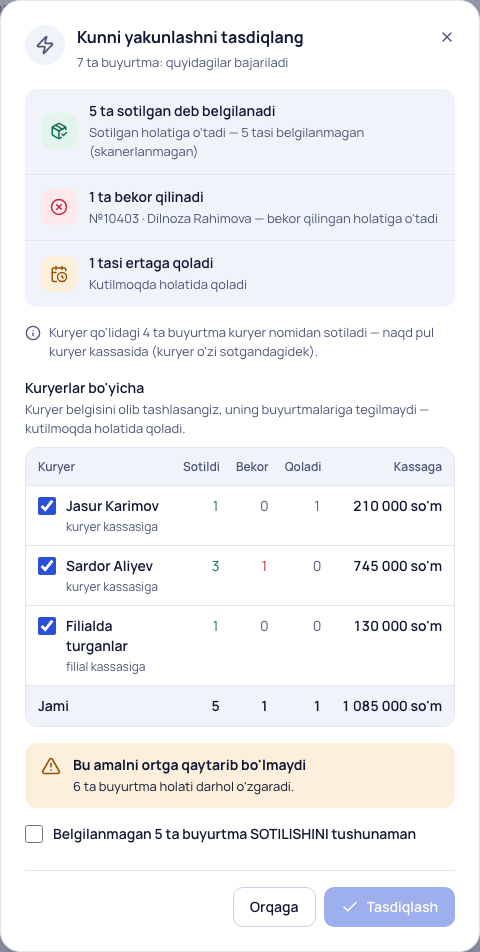 Kunni yakunlashni tasdiqlang
7 ta buyurtma: quyidagilar bajariladi
5 ta sotilgan deb belgilanadi
Sotilgan holatiga o'tadi — 5 tasi belgilanmagan
(skanerlanmagan)
1 ta bekor qilinadi
№10403 · Dilnoza Rahimova — bekor qilingan holatiga o'tadi
1 tasi ertaga qoladi
Kutilmoqda holatida qoladi
Kuryer qo'lidagi 4 ta buyurtma kuryer nomidan sotiladi — naqd pul
kuryer kassasida (kuryer o'zi sotgandagidek).
Kuryerlar bo'yicha
Kuryer belgisini olib tashlasangiz, uning buyurtmalariga tegilmaydi —
kutilmoqda holatida qoladi.
Kuryer Sotildi Bekor Qoladi Kassaga
Jasur Karimov 1 0 1 210 000 so'm
kuryer kassasiga
Sardor Aliyev 3 1 0 745 000 so'm
kuryer kassasiga
Filialda
turganlar 1 0 0 130 000 so'm
filial kassasiga
Jami 5 1 1 1 085 000 so'm
Bu amalni ortga qaytarib bo'lmaydi
6 ta buyurtma holati darhol o'zgaradi.
Belgilanmagan 5 ta buyurtma SOTILISHINI tushunaman
Orqaga Tasdiqlash